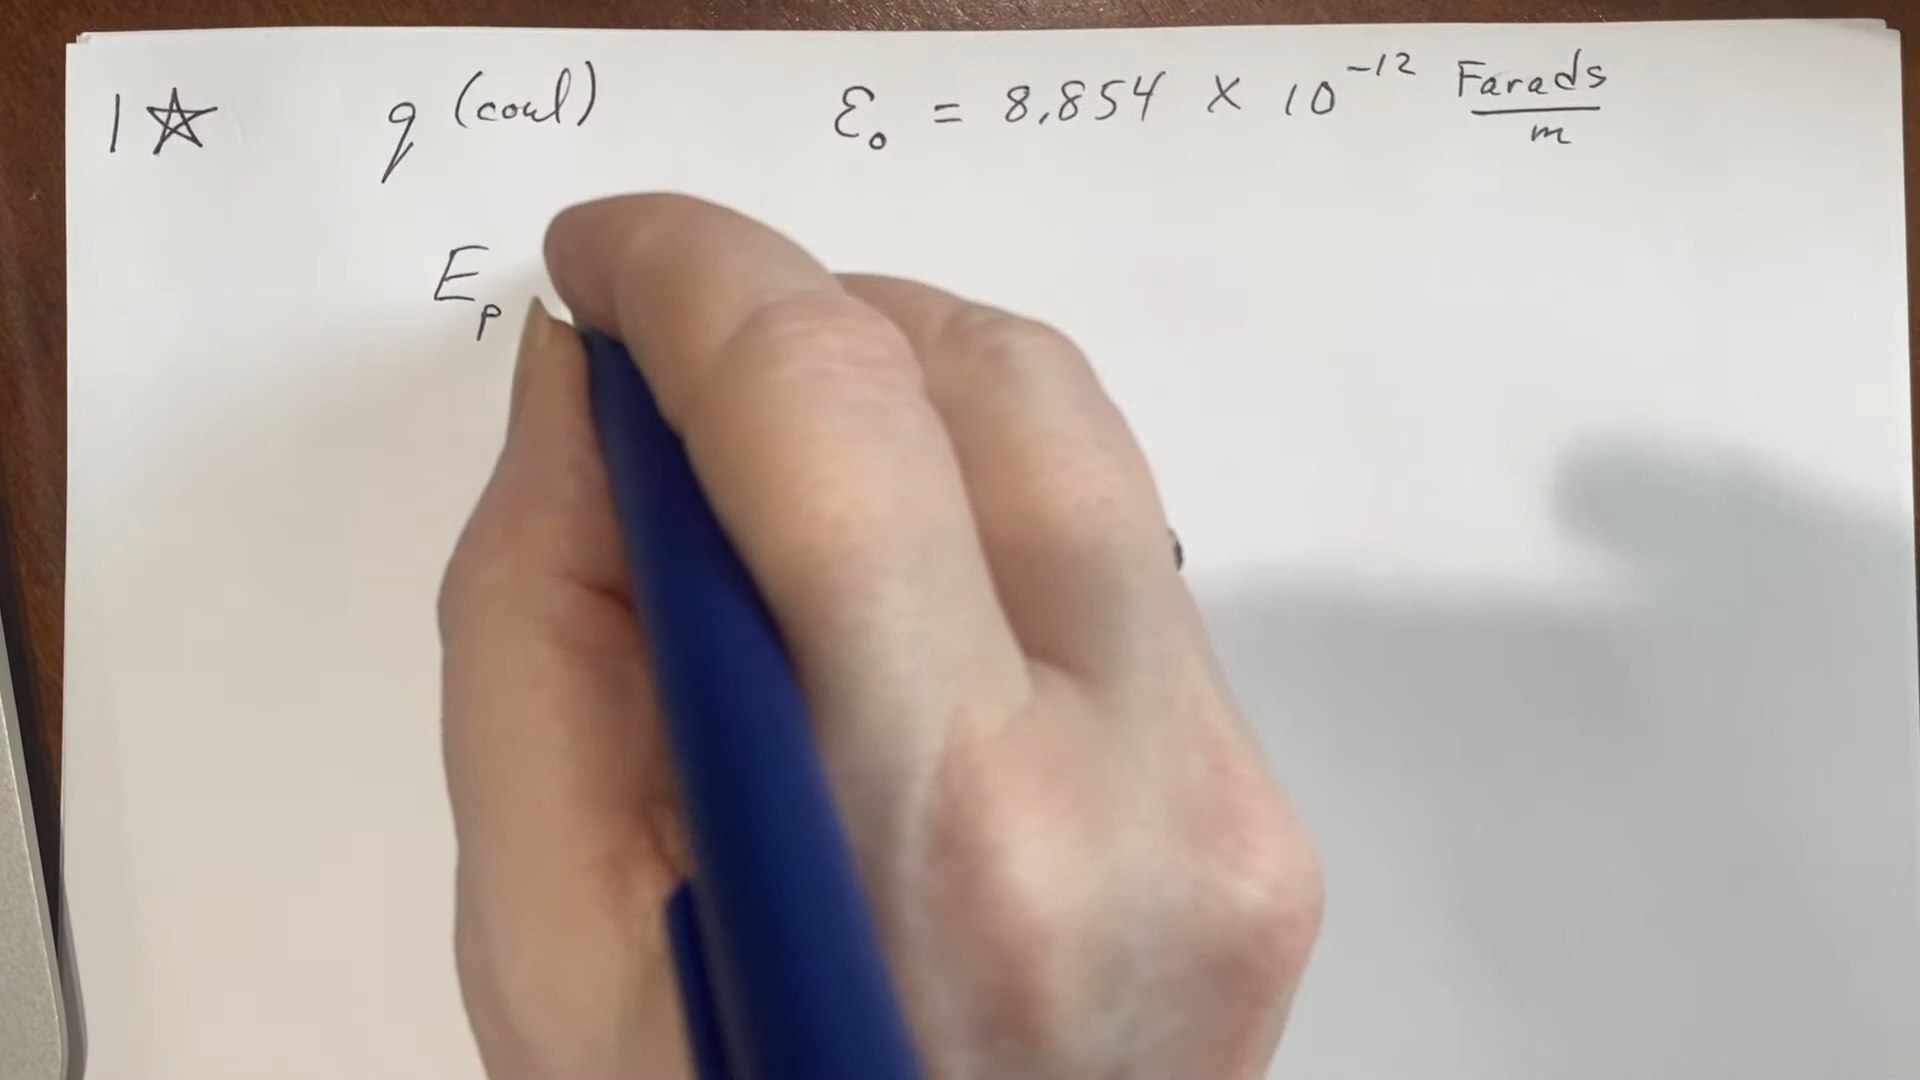 1☆ q (coul) ε₀ = 8.854 × 10⁻¹² Farads/m
Eₚ